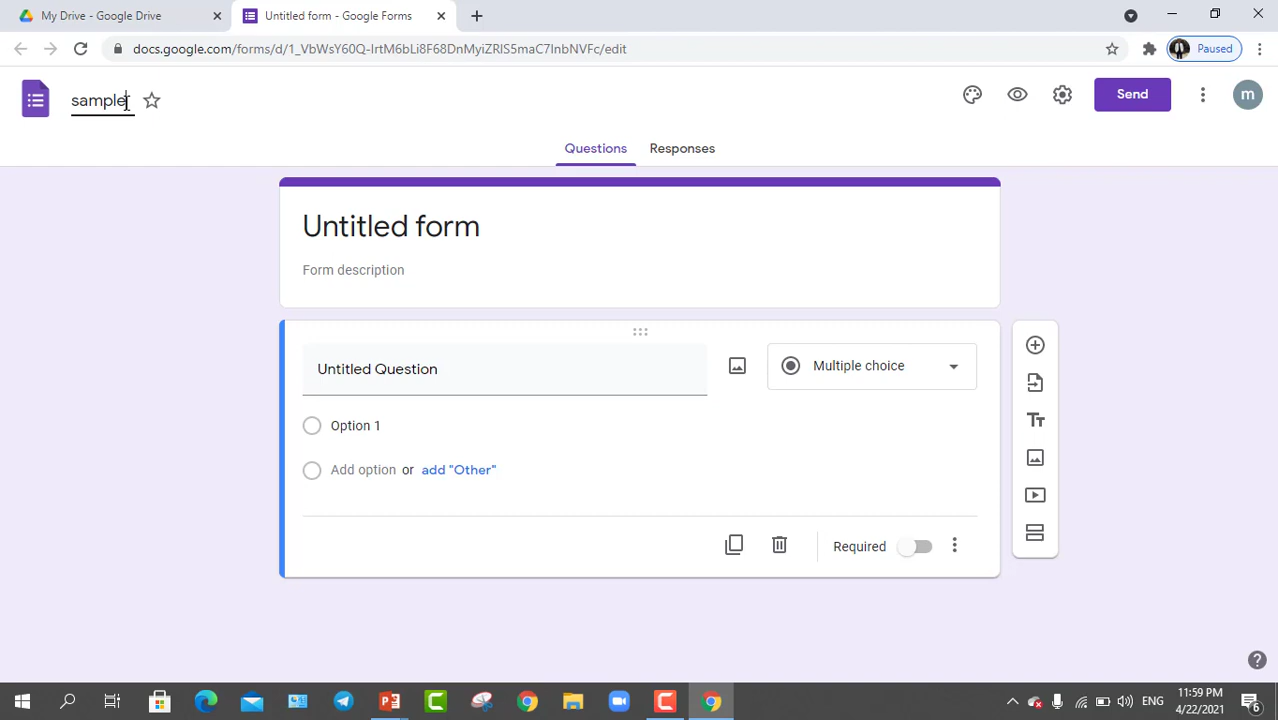 My Drive - Google Drive
Untitled form - Google Forms
docs.google.com/forms/d/1_VbWsY60Q-IrtM6bLi8F68DnMyiZRIS5maC7InbNVFc/edit
Paused
sample
Send
m
Questions Responses
Untitled form
Form description
Untitled Question
Multiple choice
Option 1
Add option or add "Other"
Required
ENG
11:59 PM
4/22/2021
6